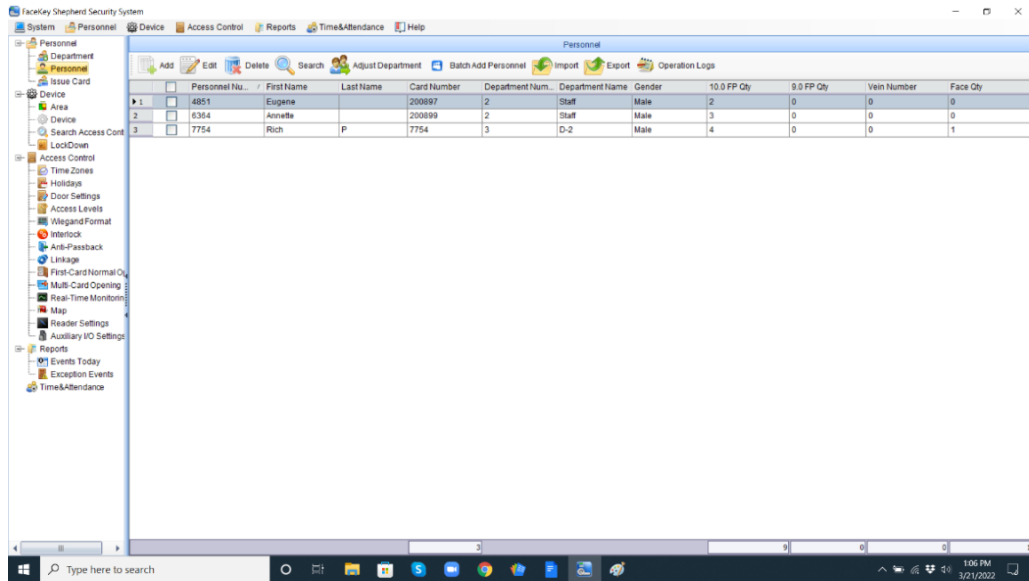 FaceKey Shepherd Security System
System Personnel Device Access Control Reports Time&Attendance Help
Personnel
Department
Personnel
Issue Card
Device
Area
Device
Search Access Cont
LockDown
Access Control
Time Zones
Holidays
Door Settings
Access Levels
Wiegand Format
Interlock
Anti-Passback
Linkage
First-Card Normal O
Multi-Card Opening
Real-Time Monitorin
Map
Reader Settings
Auxiliary I/O Settings
Reports
Events Today
Exception Events
Time&Attendance
Personnel
Add Edit Delete Search Adjust Department Batch Add Personnel Import Export Operation Logs
Personnel Nu... First Name Last Name Card Number Department Num... Department Name Gender 10.0 FP Qty 9.0 FP Qty Vein Number Face Qty
1 4851 Eugene 200897 2 Staff Male 2 0 0 0
2 6364 Annette 200899 2 Staff Male 3 0 0 0
3 7754 Rich P 7754 3 D-2 Male 4 0 0 1
3 9 0 0 1
Type here to search
1:06 PM
3/21/2022